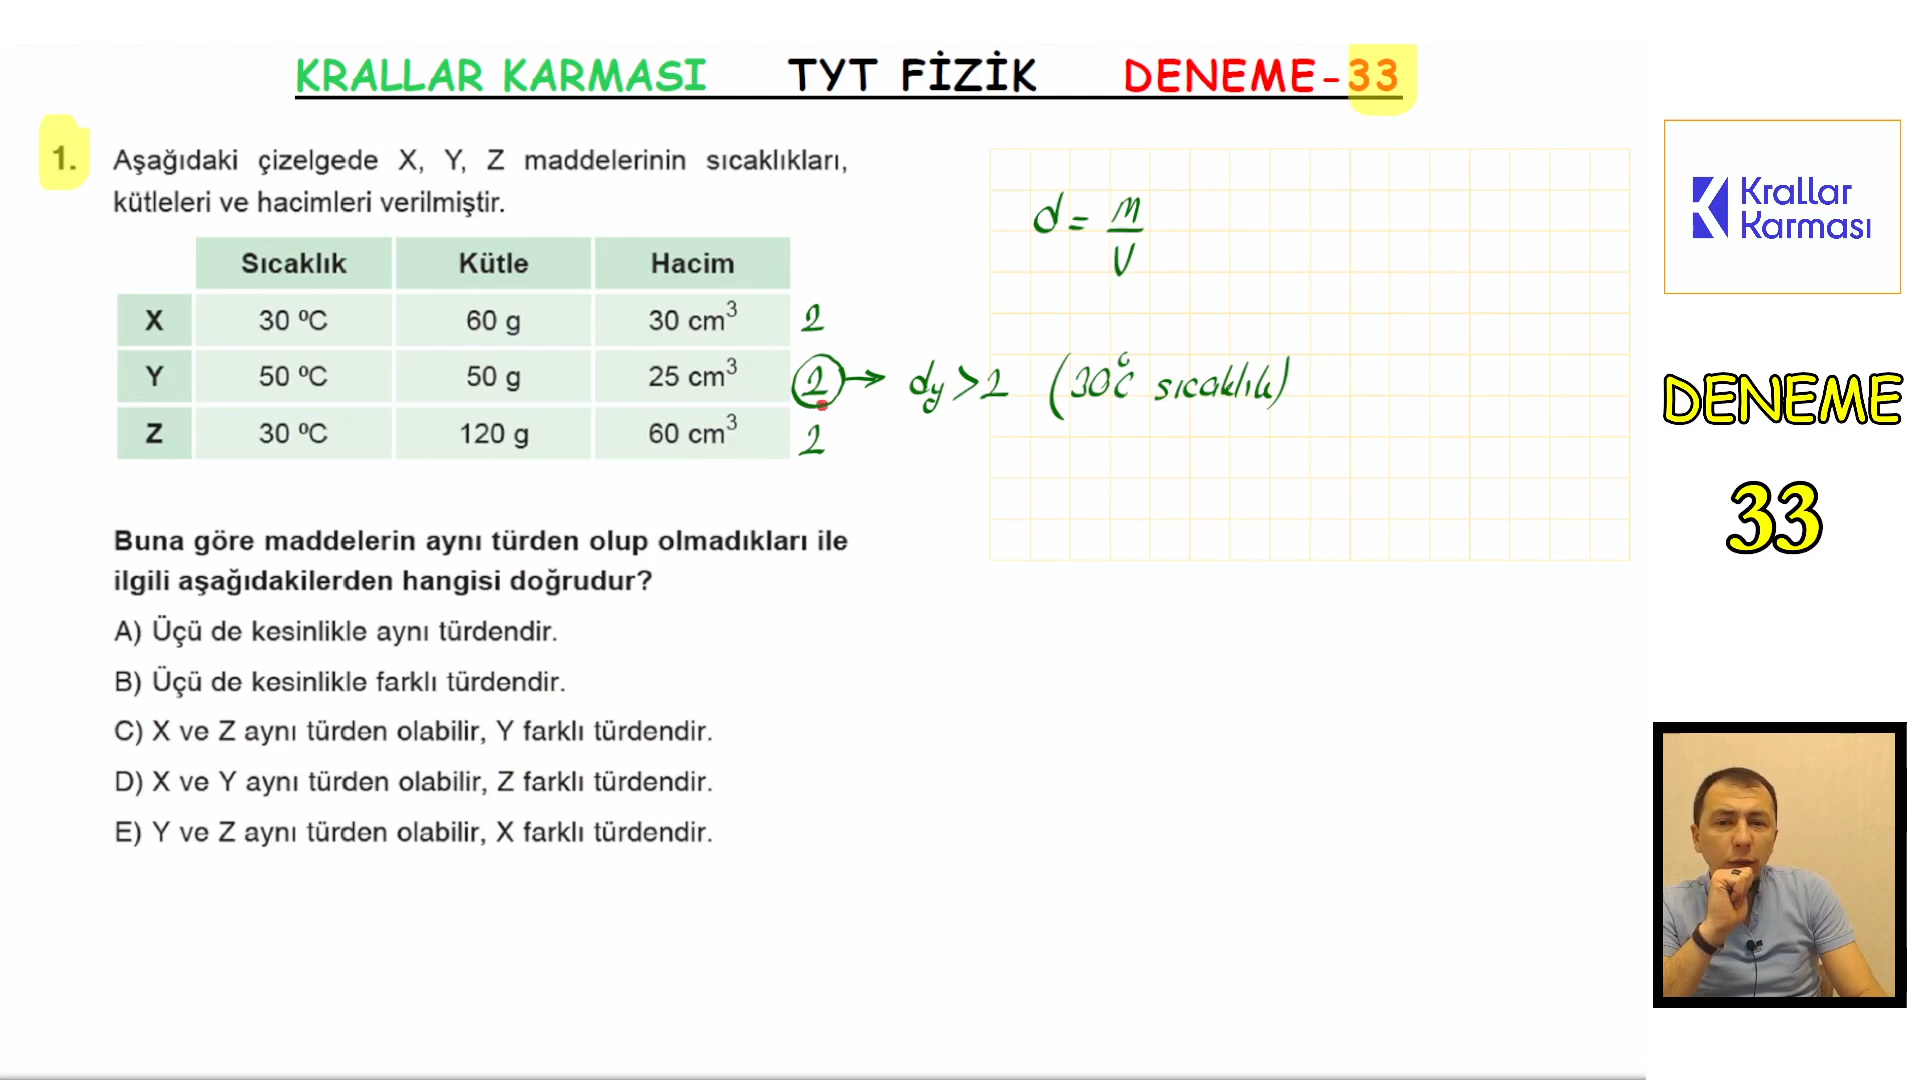 KRALLAR KARMASI TYT FİZİK DENEME-33
1. Aşağıdaki çizelgede X, Y, Z maddelerinin sıcaklıkları,
kütleleri ve hacimleri verilmiştir.
Sıcaklık Kütle Hacim
X 30 ºC 60 g 30 cm³ 2
Y 50 ºC 50 g 25 cm³ 2 → dy > 2 (30°C sıcaklık)
Z 30 ºC 120 g 60 cm³ 2
Buna göre maddelerin aynı türden olup olmadıkları ile
ilgili aşağıdakilerden hangisi doğrudur?
A) Üçü de kesinlikle aynı türdendir.
B) Üçü de kesinlikle farklı türdendir.
C) X ve Z aynı türden olabilir, Y farklı türdendir.
D) X ve Y aynı türden olabilir, Z farklı türdendir.
E) Y ve Z aynı türden olabilir, X farklı türdendir.
d = m/V
Krallar
Karması
DENEME
33